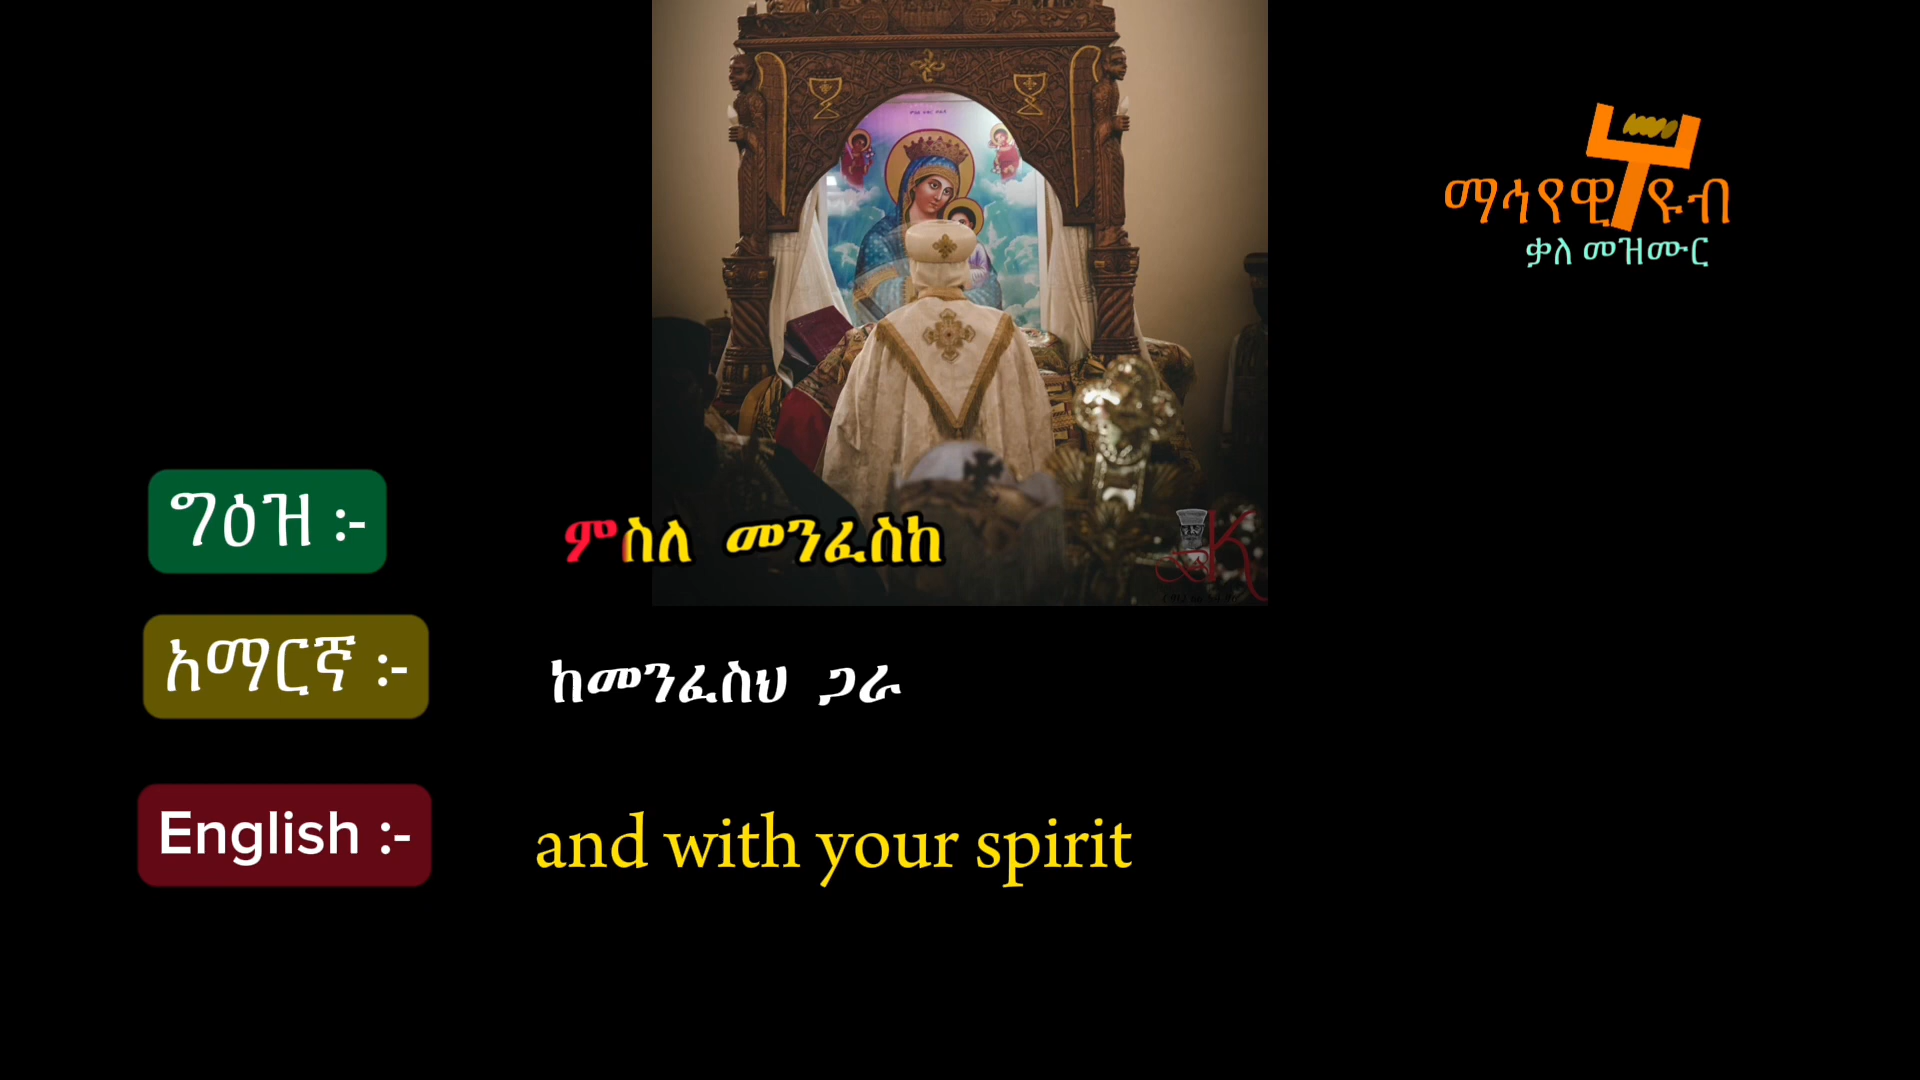 ማኅየዊ ዩብ
ቃለ መዝሙር
ግዕዝ :-
ምስለ መንፈስከ
አማርኛ :-
ከመንፈስህ ጋራ
English :-
and with your spirit